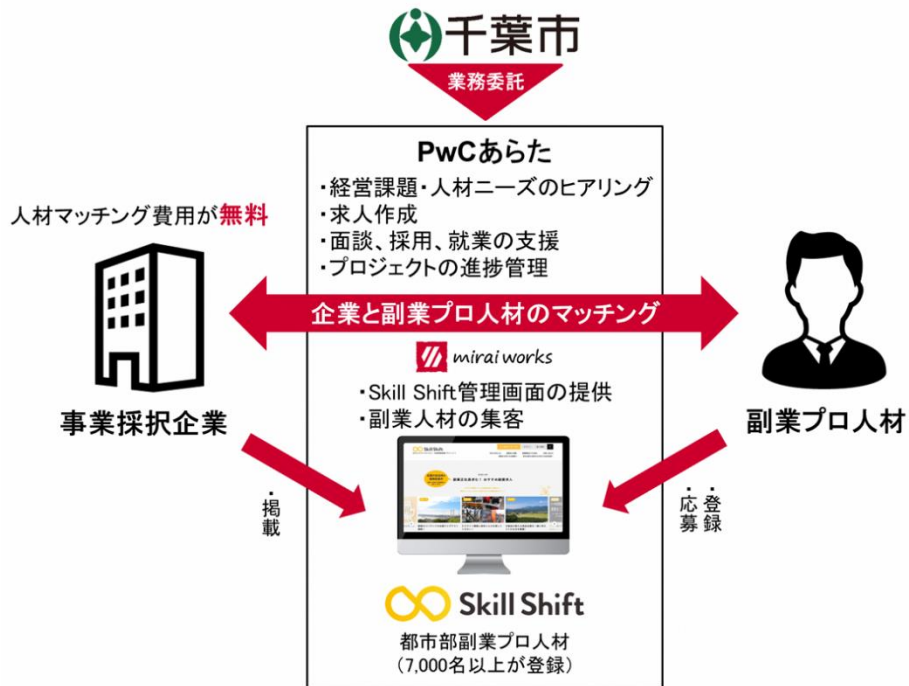 千葉市
業務委託
PwCあらた
・経営課題・人材ニーズのヒアリング
・求人作成
・面談、採用、就業の支援
・プロジェクトの進捗管理
人材マッチング費用が無料
企業と副業プロ人材のマッチング
mirai works
・Skill Shift管理画面の提供
・副業人材の集客
事業採択企業
副業プロ人材
・掲載
・登録
・応募
Skill Shift
Skill Shift
都市部副業プロ人材
(7,000名以上が登録)